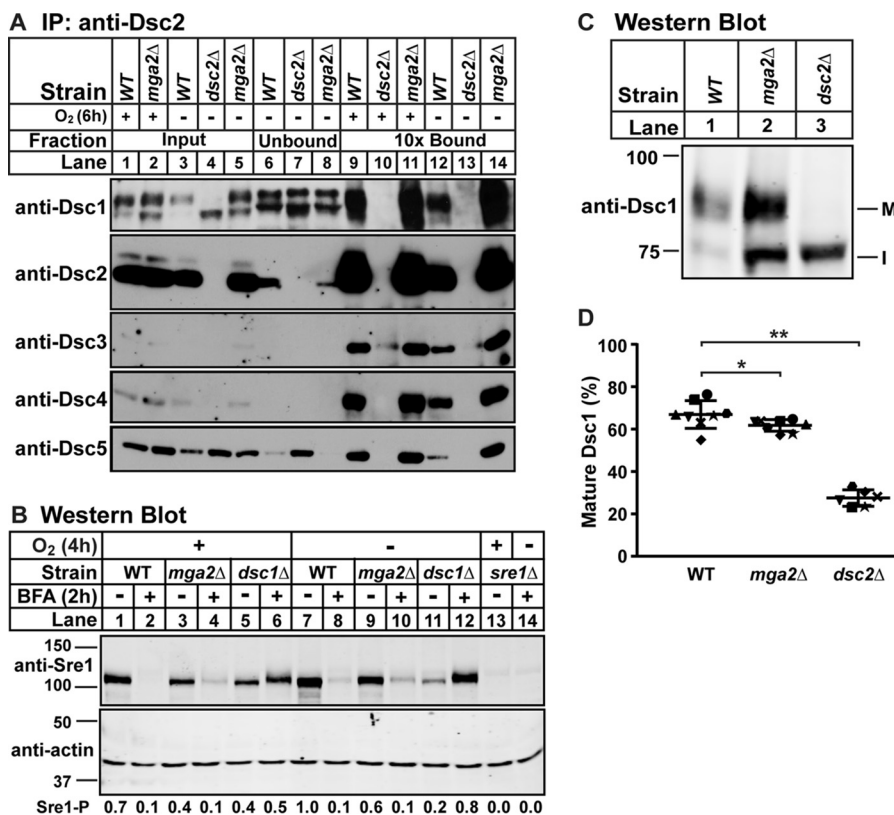 A IP: anti-Dsc2
Strain WT mga2Δ WT dsc2Δ mga2Δ WT dsc2Δ mga2Δ WT dsc2Δ mga2Δ WT dsc2Δ mga2Δ
O2 (6h) + + - - - - - - + + + - - -
Fraction Input Unbound 10x Bound
Lane 1 2 3 4 5 6 7 8 9 10 11 12 13 14
anti-Dsc1
anti-Dsc2
anti-Dsc3
anti-Dsc4
anti-Dsc5
B Western Blot
O2 (4h) + - + -
Strain WT mga2Δ dsc1Δ WT mga2Δ dsc1Δ sre1Δ
BFA (2h) - + - + - + - + - + - + - +
Lane 1 2 3 4 5 6 7 8 9 10 11 12 13 14
150
anti-Sre1
100
50
anti-actin
37
Sre1-P 0.7 0.1 0.4 0.1 0.4 0.5 1.0 0.1 0.6 0.1 0.2 0.8 0.0 0.0
C Western Blot
Strain WT mga2Δ dsc2Δ
Lane 1 2 3
100
anti-Dsc1 M
75 I
D
Mature Dsc1 (%)
100
80
60
40
20
0
**
*
WT mga2Δ dsc2Δ